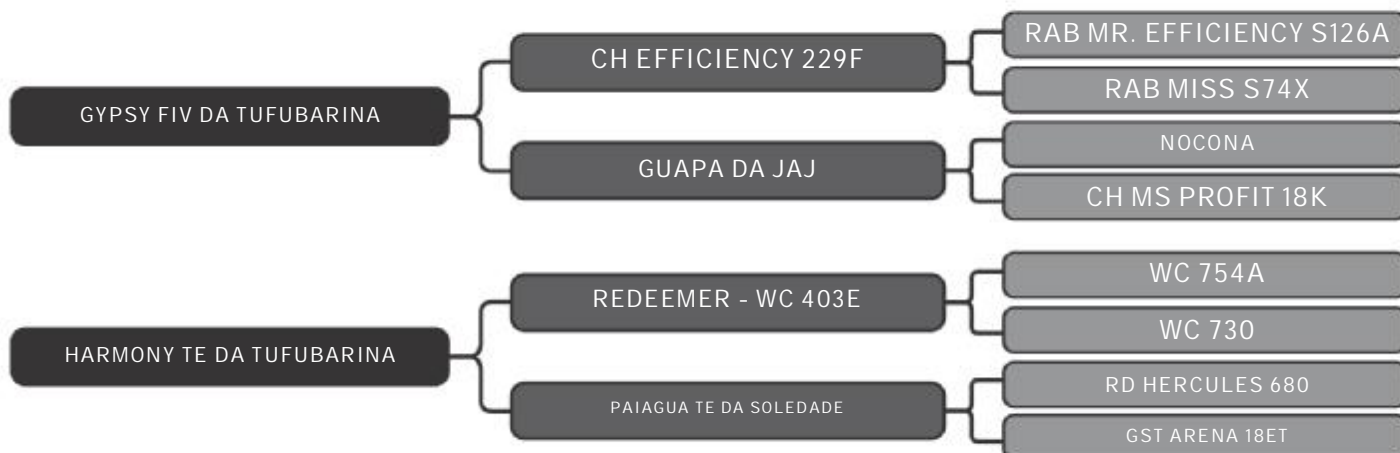 GYPSY FIV DA TUFUBARINA
CH EFFICIENCY 229F
RAB MR. EFFICIENCY S126A
RAB MISS S74X
GUAPA DA JAJ
NOCONA
CH MS PROFIT 18K
HARMONY TE DA TUFUBARINA
REDEEMER - WC 403E
WC 754A
WC 730
PAIAGUA TE DA SOLEDADE
RD HERCULES 680
GST ARENA 18ET